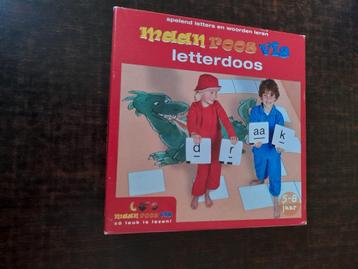 spelend letters en woorden leren
maan roos vis
letterdoos
d r aa k
5-6
jaar
maan roos vis
zó leuk is lezen!